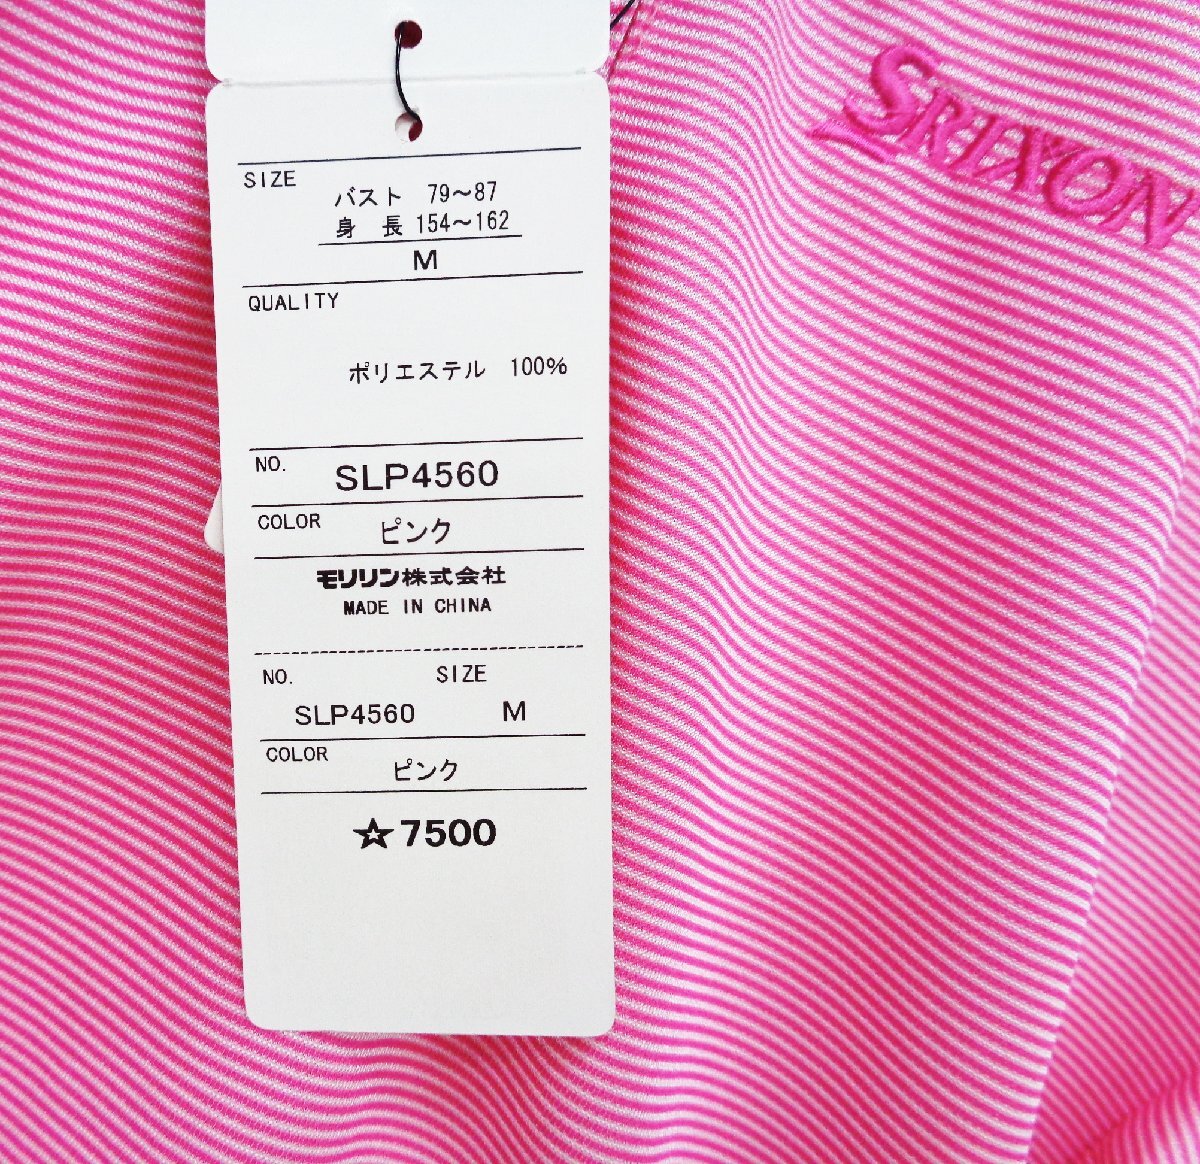 SRIXON
SIZE
バスト 79～87
身 長 154～162
M
QUALITY
ポリエステル 100%
NO. SLP4560
COLOR ピンク
モリリン株式会社
MADE IN CHINA
NO. SIZE
SLP4560 M
COLOR
ピンク
☆7500